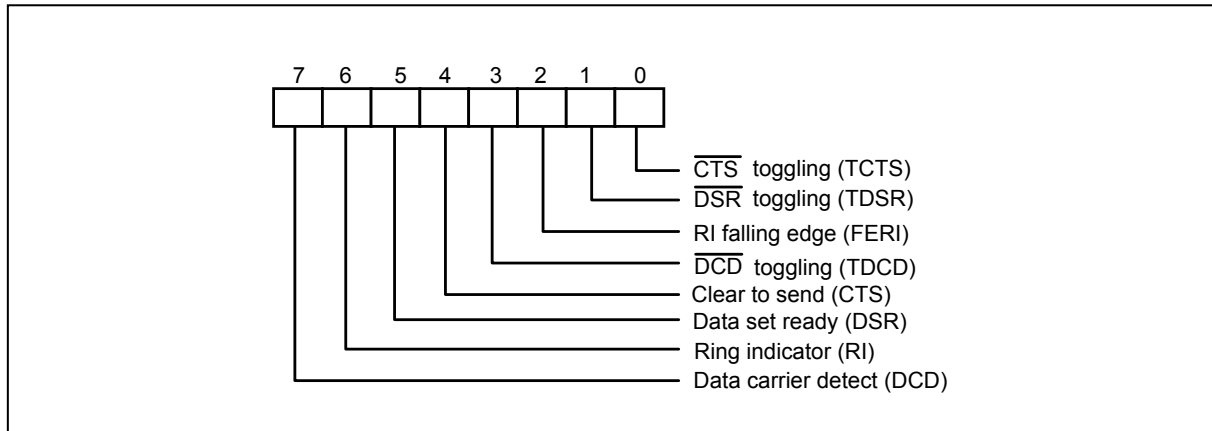 7 6 5 4 3 2 1 0
CTS toggling (TCTS)
DSR toggling (TDSR)
RI falling edge (FERI)
DCD toggling (TDCD)
Clear to send (CTS)
Data set ready (DSR)
Ring indicator (RI)
Data carrier detect (DCD)